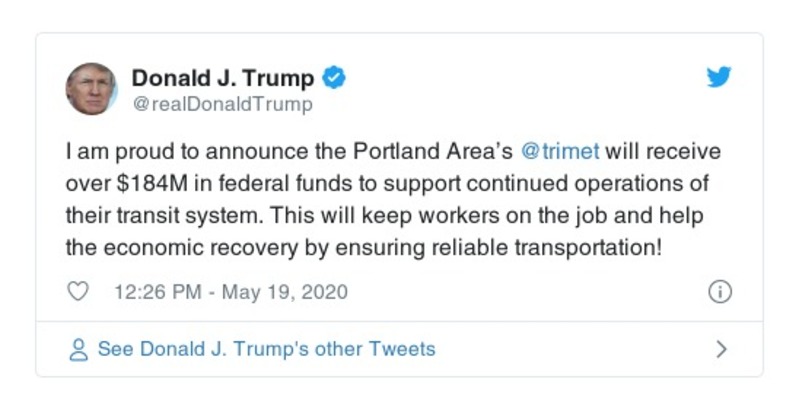 Donald J. Trump
@realDonaldTrump
I am proud to announce the Portland Area’s @trimet will receive
over $184M in federal funds to support continued operations of
their transit system. This will keep workers on the job and help
the economic recovery by ensuring reliable transportation!
12:26 PM - May 19, 2020
See Donald J. Trump's other Tweets